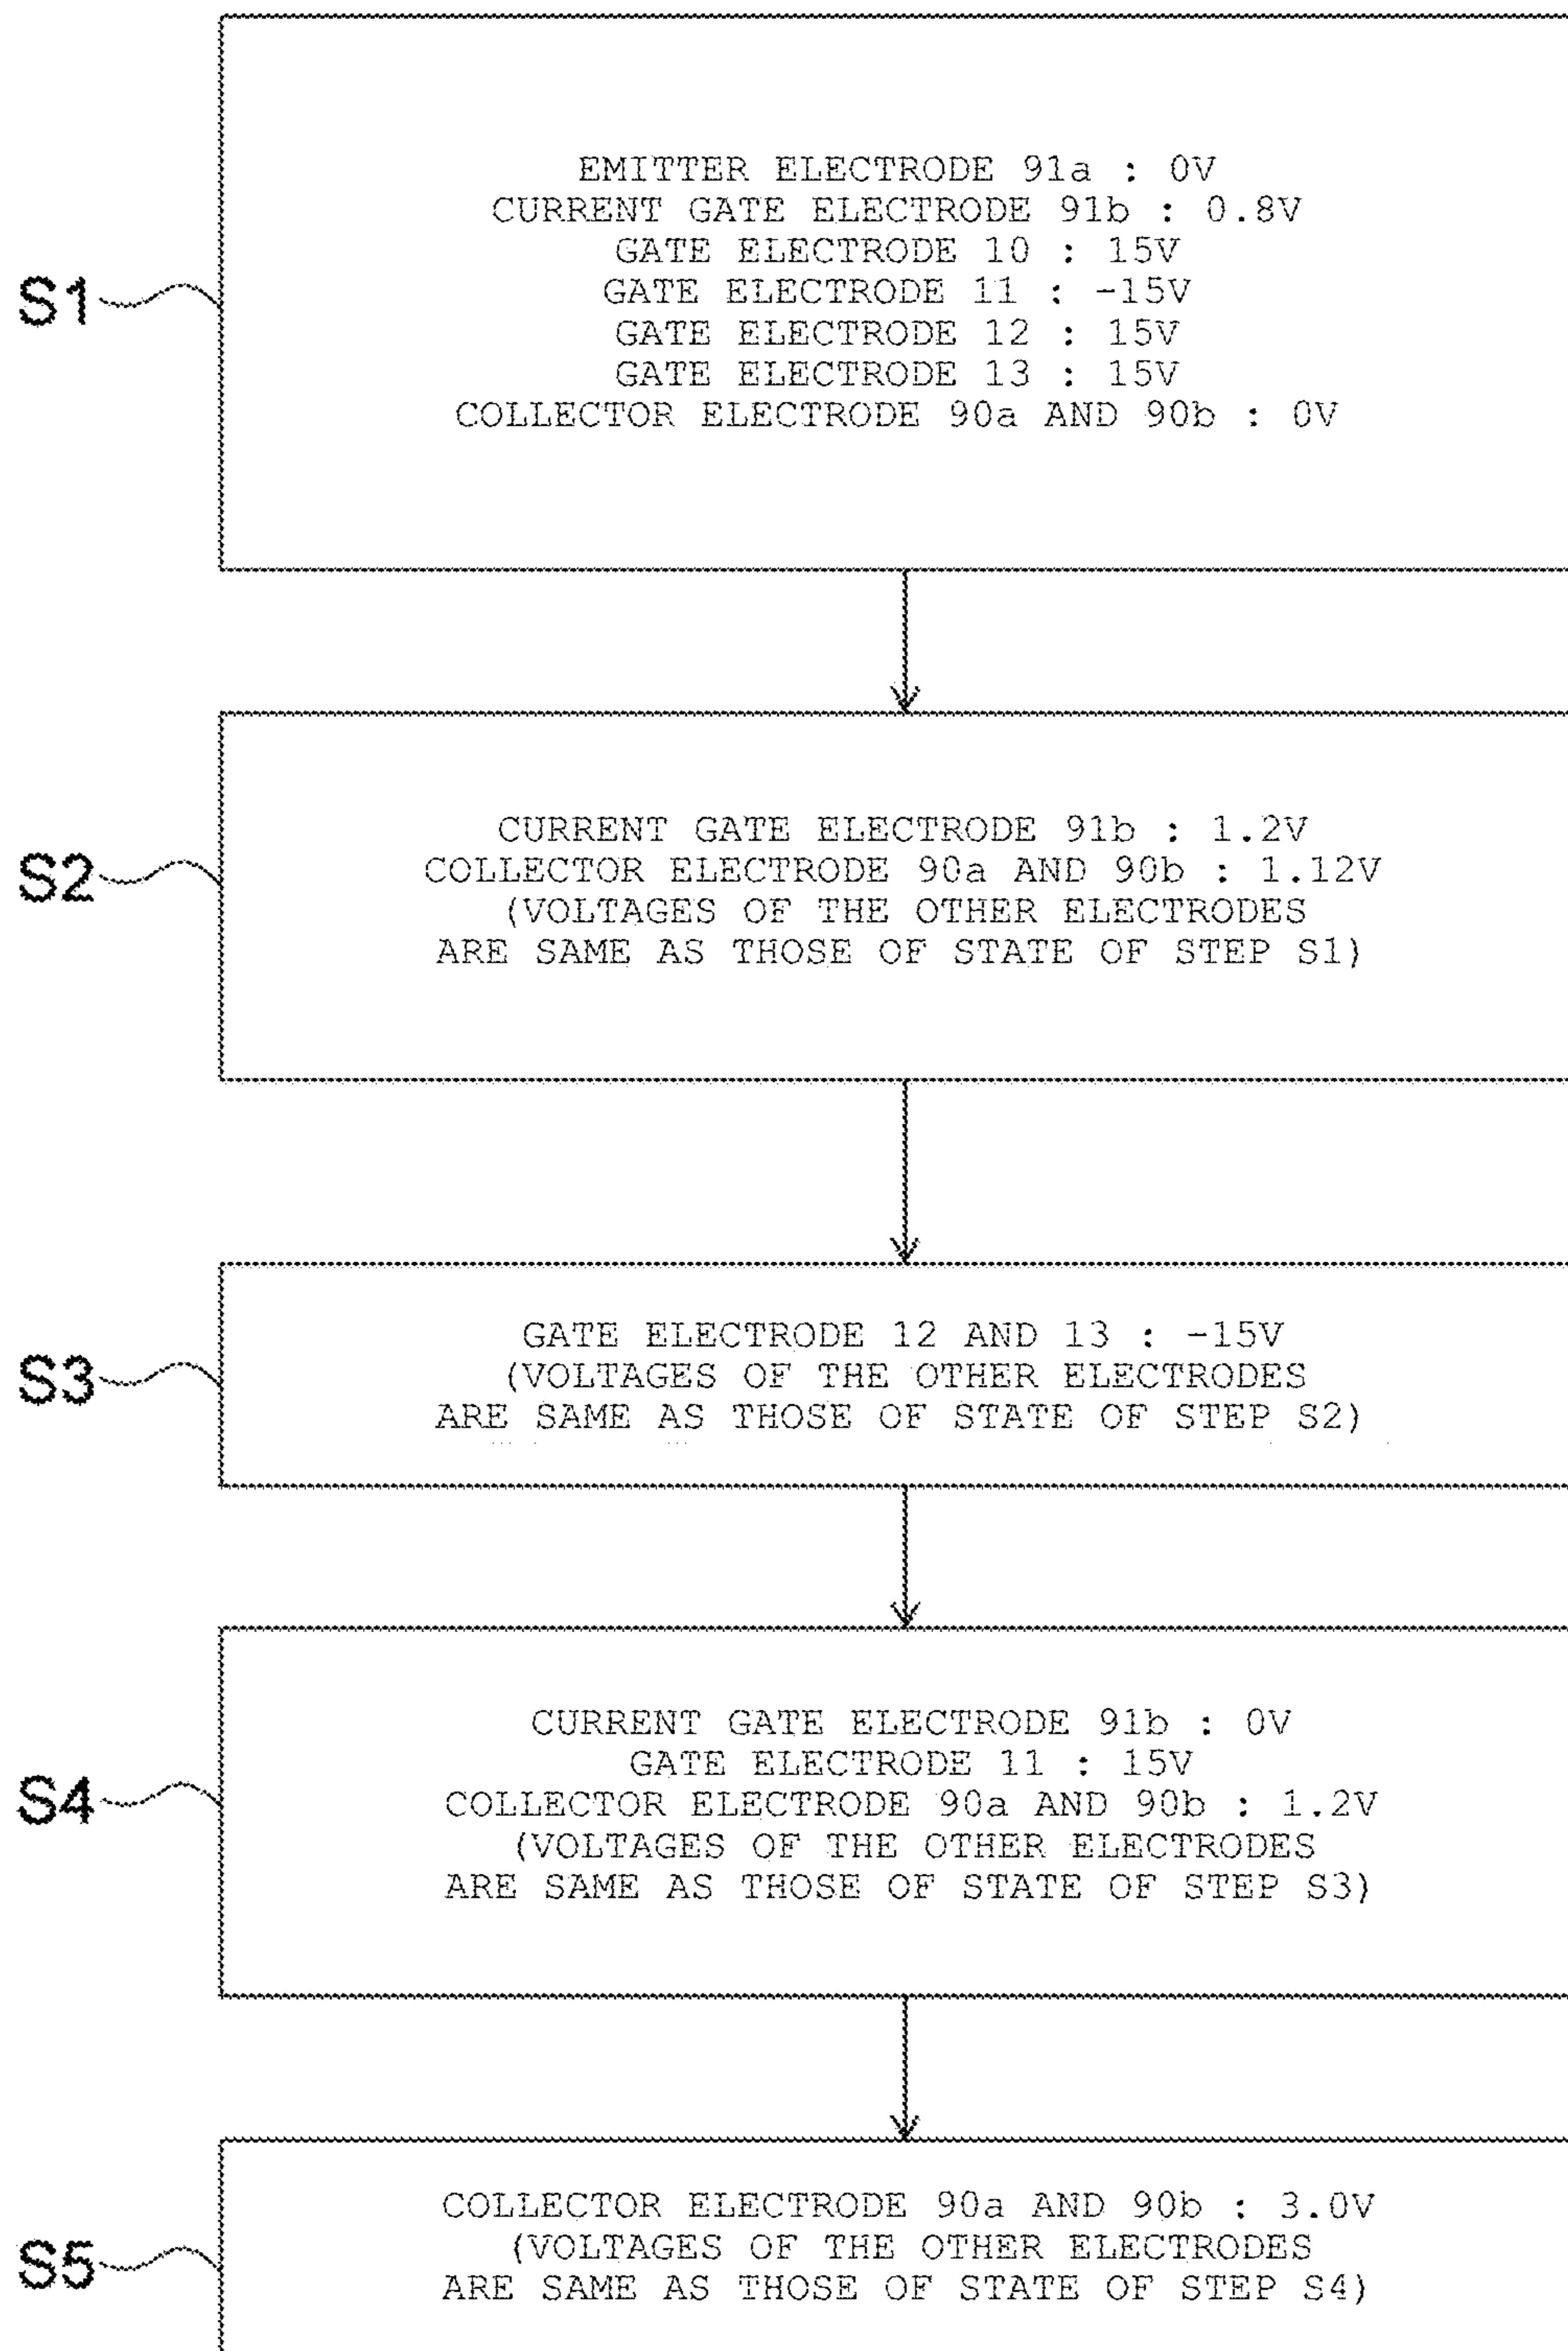 S1
EMITTER ELECTRODE 91a : 0V
CURRENT GATE ELECTRODE 91b : 0.8V
GATE ELECTRODE 10 : 15V
GATE ELECTRODE 11 : -15V
GATE ELECTRODE 12 : 15V
GATE ELECTRODE 13 : 15V
COLLECTOR ELECTRODE 90a AND 90b : 0V
S2
CURRENT GATE ELECTRODE 91b : 1.2V
COLLECTOR ELECTRODE 90a AND 90b : 1.12V
(VOLTAGES OF THE OTHER ELECTRODES
ARE SAME AS THOSE OF STATE OF STEP S1)
S3
GATE ELECTRODE 12 AND 13 : -15V
(VOLTAGES OF THE OTHER ELECTRODES
ARE SAME AS THOSE OF STATE OF STEP S2)
S4
CURRENT GATE ELECTRODE 91b : 0V
GATE ELECTRODE 11 : 15V
COLLECTOR ELECTRODE 90a AND 90b : 1.2V
(VOLTAGES OF THE OTHER ELECTRODES
ARE SAME AS THOSE OF STATE OF STEP S3)
S5
COLLECTOR ELECTRODE 90a AND 90b : 3.0V
(VOLTAGES OF THE OTHER ELECTRODES
ARE SAME AS THOSE OF STATE OF STEP S4)